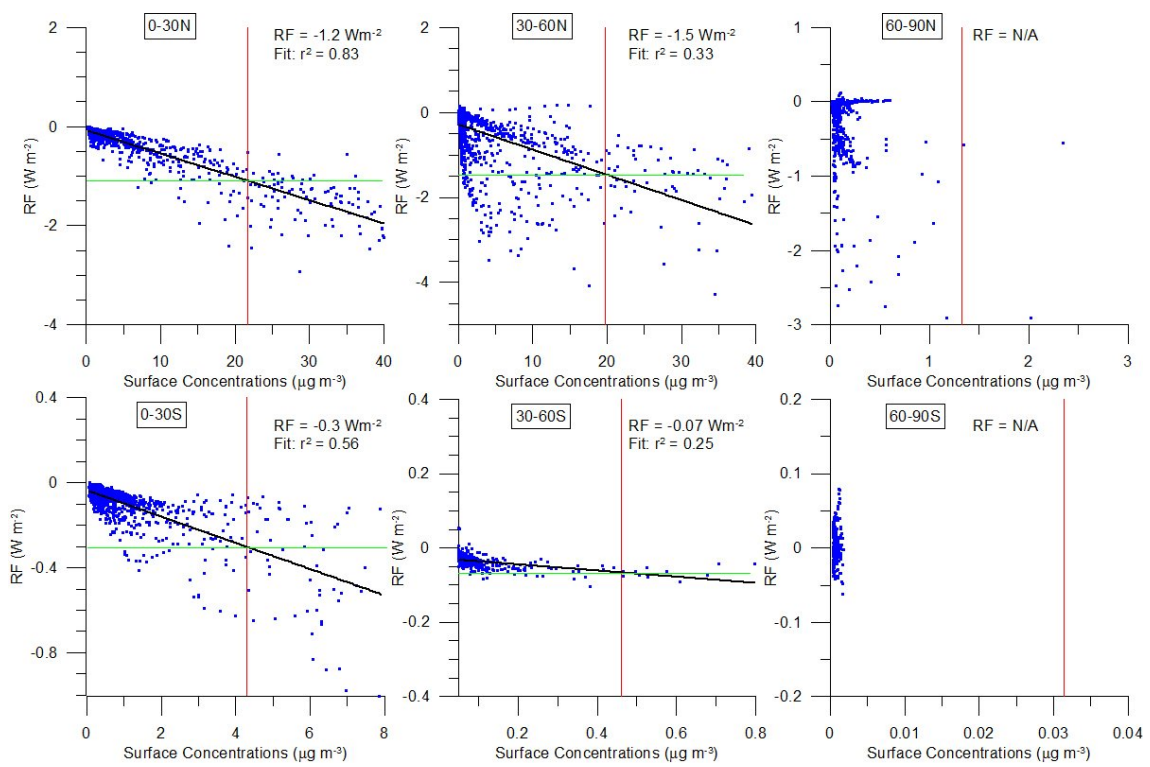 0-30N
RF = -1.2 Wm⁻²
Fit: r² = 0.83
2
0
-2
-4
RF (W m⁻²)
0 10 20 30 40
Surface Concentrations (µg m⁻³)
30-60N
RF = -1.5 Wm⁻²
Fit: r² = 0.33
2
0
-2
-4
RF (W m⁻²)
0 10 20 30 40
Surface Concentrations (µg m⁻³)
60-90N
RF = N/A
1
0
-1
-2
-3
RF (W m⁻²)
0 1 2 3
Surface Concentrations (µg m⁻³)
0-30S
RF = -0.3 Wm⁻²
Fit: r² = 0.56
0.4
0
-0.4
-0.8
RF (W m⁻²)
0 2 4 6 8
Surface Concentrations (µg m⁻³)
30-60S
RF = -0.07 Wm⁻²
Fit: r² = 0.25
0.4
0.2
0
-0.2
-0.4
RF (W m⁻²)
0.2 0.4 0.6 0.8
Surface Concentrations (µg m⁻³)
60-90S
RF = N/A
0.2
0.1
0
-0.1
-0.2
RF (W m⁻²)
0 0.01 0.02 0.03 0.04
Surface Concentrations (µg m⁻³)